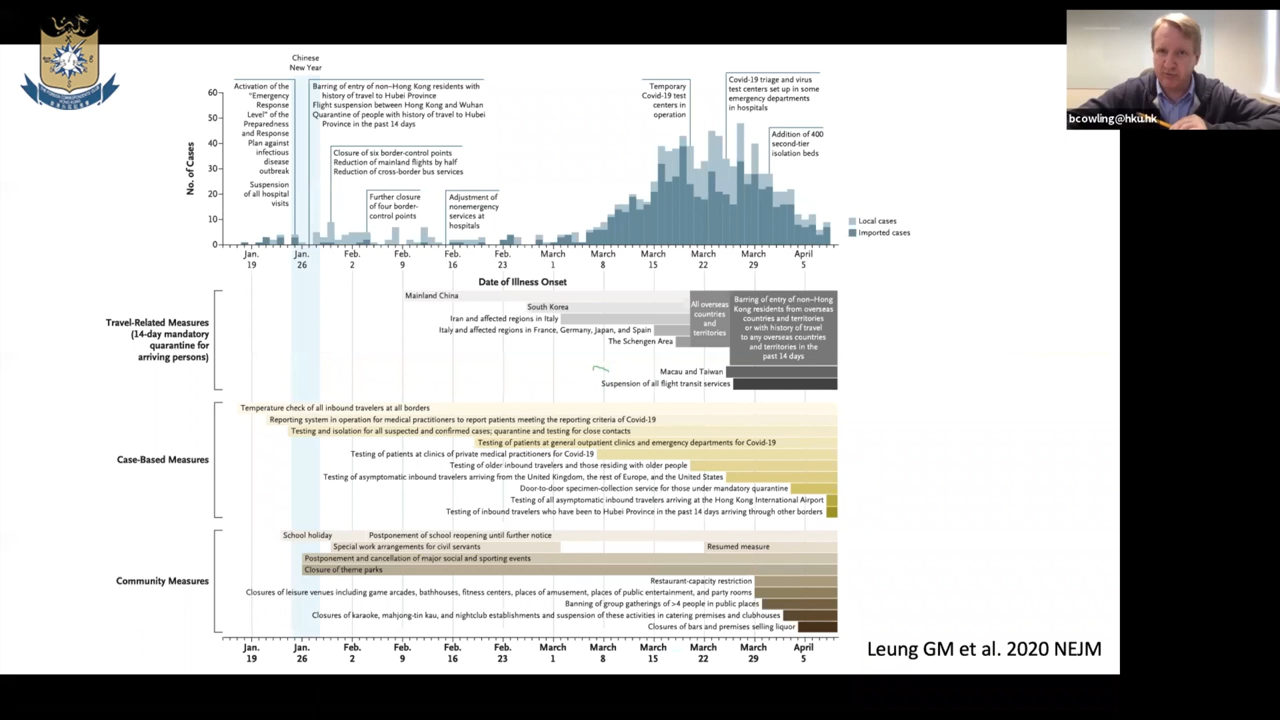 Chinese
New Year
Activation of the
"Emergency
Response
Level" of the
Preparedness
and Response
Plan against
infectious
disease
outbreak
Suspension
of all hospital
visits
Barring of entry of non–Hong Kong residents with
history of travel to Hubei Province
Flight suspension between Hong Kong and Wuhan
Quarantine of people with history of travel to Hubei
Province in the past 14 days
Closure of six border-control points
Reduction of mainland flights by half
Reduction of cross-border bus services
Further closure
of four border-
control points
Adjustment of
nonemergency
services at
hospitals
Temporary
Covid-19 test
centers in
operation
Covid-19 triage and virus
test centers set up in some
emergency departments
in hospitals
Addition of 400
second-tier
isolation beds
bcowling@hku.hk
No. of Cases
60
50
40
30
20
10
0
Local cases
Imported cases
Jan. 19 Jan. 26 Feb. 2 Feb. 9 Feb. 16 Feb. 23 March 1 March 8 March 15 March 22 March 29 April 5
Date of Illness Onset
Travel-Related Measures
(14-day mandatory
quarantine for
arriving persons)
Mainland China
South Korea
Iran and affected regions in Italy
Italy and affected regions in France, Germany, Japan, and Spain
The Schengen Area
All overseas
countries
and
territories
Barring of entry of non–Hong
Kong residents from overseas
countries and territories
or with history of travel
to any overseas countries
and territories in the
past 14 days
Macau and Taiwan
Suspension of all flight transit services
Case-Based Measures
Temperature check of all inbound travelers at all borders
Reporting system in operation for medical practitioners to report patients meeting the reporting criteria of Covid-19
Testing and isolation for all suspected and confirmed cases; quarantine and testing for close contacts
Testing of patients at general outpatient clinics and emergency departments for Covid-19
Testing of patients at clinics of private medical practitioners for Covid-19
Testing of older inbound travelers and those residing with older people
Testing of asymptomatic inbound travelers arriving from the United Kingdom, the rest of Europe, and the United States
Door-to-door specimen-collection service for those under mandatory quarantine
Testing of all asymptomatic inbound travelers arriving at the Hong Kong International Airport
Testing of inbound travelers who have been to Hubei Province in the past 14 days arriving through other borders
Community Measures
School holiday
Postponement of school reopening until further notice
Special work arrangements for civil servants
Resumed measure
Postponement and cancellation of major social and sporting events
Closure of theme parks
Restaurant-capacity restriction
Closures of leisure venues including game arcades, bathhouses, fitness centers, places of amusement, places of public entertainment, and party rooms
Banning of group gatherings of >4 people in public places
Closures of karaoke, mahjong-tin kau, and nightclub establishments and suspension of these activities in catering premises and clubhouses
Closures of bars and premises selling liquor
Jan. 19 Jan. 26 Feb. 2 Feb. 9 Feb. 16 Feb. 23 March 1 March 8 March 15 March 22 March 29 April 5
Leung GM et al. 2020 NEJM